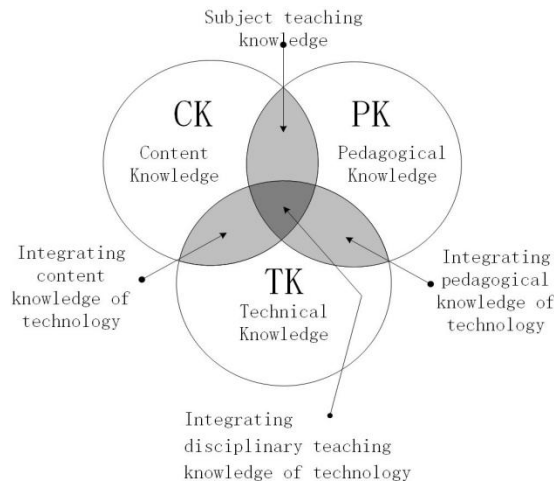 Subject teaching
knowledge
CK
Content
Knowledge
PK
Pedagogical
Knowledge
Integrating
content
knowledge of
technology
TK
Technical
Knowledge
Integrating
pedagogical
knowledge of
technology
Integrating
disciplinary teaching
knowledge of technology